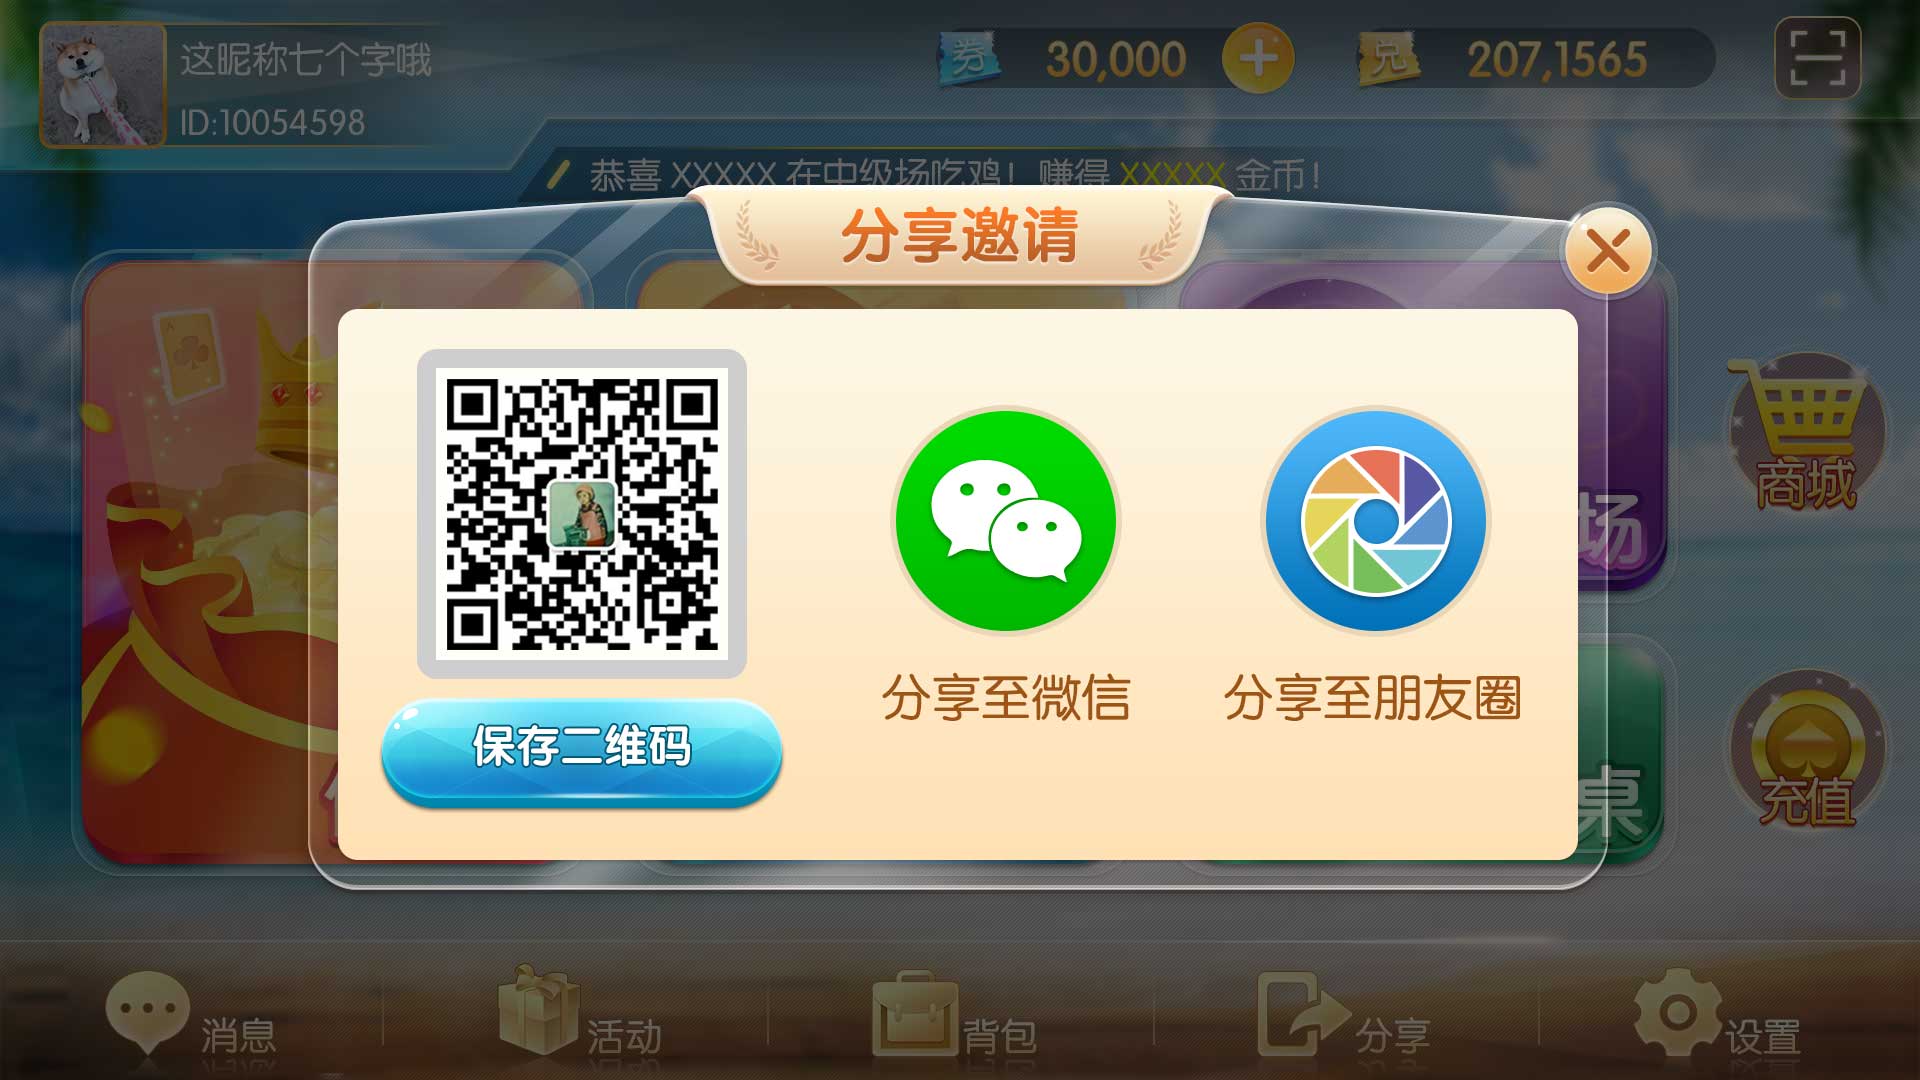 这昵称七个字哦
ID:10054598
券 30,000
兑 207,1565
恭喜 XXXXX 在中级场吃鸡！赚得 XXXXX 金币！
分享邀请
商城
场
分享至微信
分享至朋友圈
保存二维码
桌
充值
消息
活动
背包
分享
设置